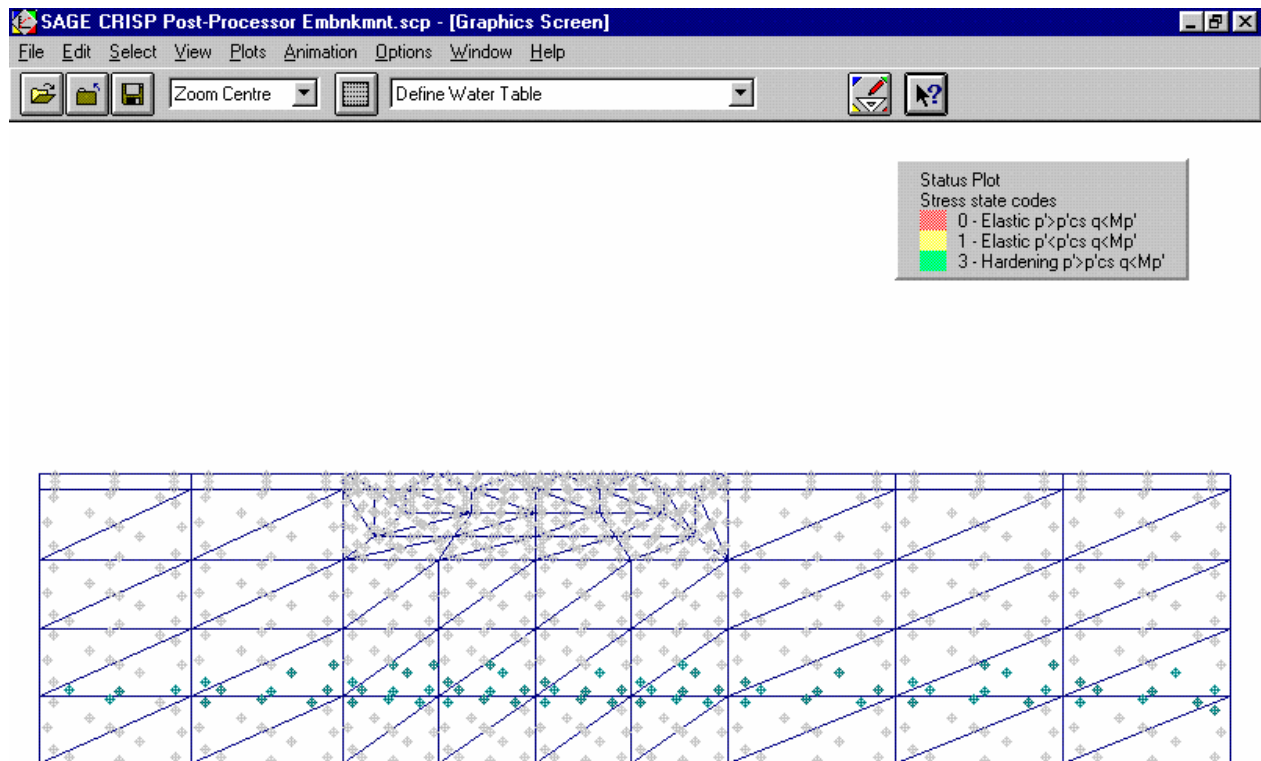 SAGE CRISP Post-Processor Embnkmnt.scp - [Graphics Screen]
File Edit Select View Plots Animation Options Window Help
Zoom Centre Define Water Table
Status Plot
Stress state codes
0 - Elastic p'>p'cs q<Mp'
1 - Elastic p'<p'cs q<Mp'
3 - Hardening p'>p'cs q<Mp'